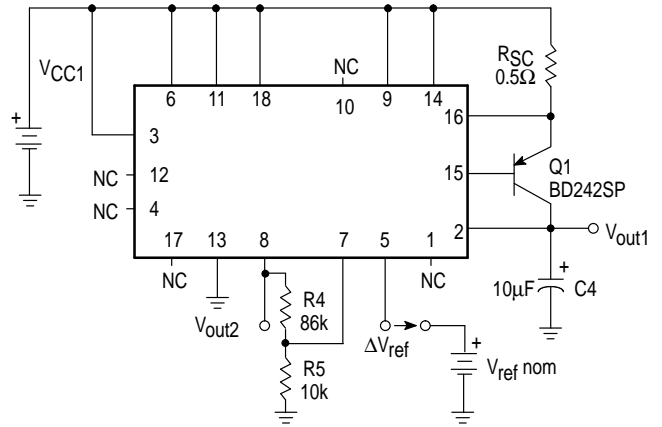 VCC1
+
RSC
0.5Ω
NC
6
11
18
10
9
14
16
3
NC
12
15
Q1
BD242SP
NC
4
2
Vout1
17
13
8
7
5
1
NC
NC
+
10μF
C4
R4
86k
Vout2
ΔVref
+
Vref nom
R5
10k